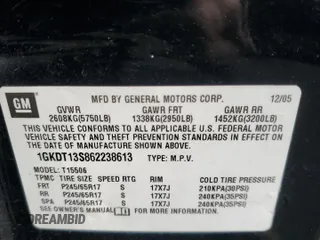 GM
MFD. BY GENERAL MOTORS CORP. 12/05
GVWR GAWR FRT GAWR RR
2608KG(5750LB) 1338KG(2950LB) 1452KG(3200LB)
THIS VEHICLE CONFORMS TO ALL APPLICABLE U.S. FEDERAL MOTOR
VEHICLE SAFETY AND THEFT PREVENTION STANDARDS IN EFFECT ON THE
DATE OF MANUFACTURE SHOWN ABOVE.
1GKDT13S862238613 TYPE: M.P.V.
MODEL: T15506
TPMC TIRE SIZE SPEED RTG RIM COLD TIRE PRESSURE
FRT P245/65R17 S 17X7J 210KPA(30PSI)
RR P245/65R17 S 17X7J 240KPA(35PSI)
SPA P245/65R17 S 17X7J 240KPA(35PSI)
SEE OWNER'S MANUAL
DREAMBID